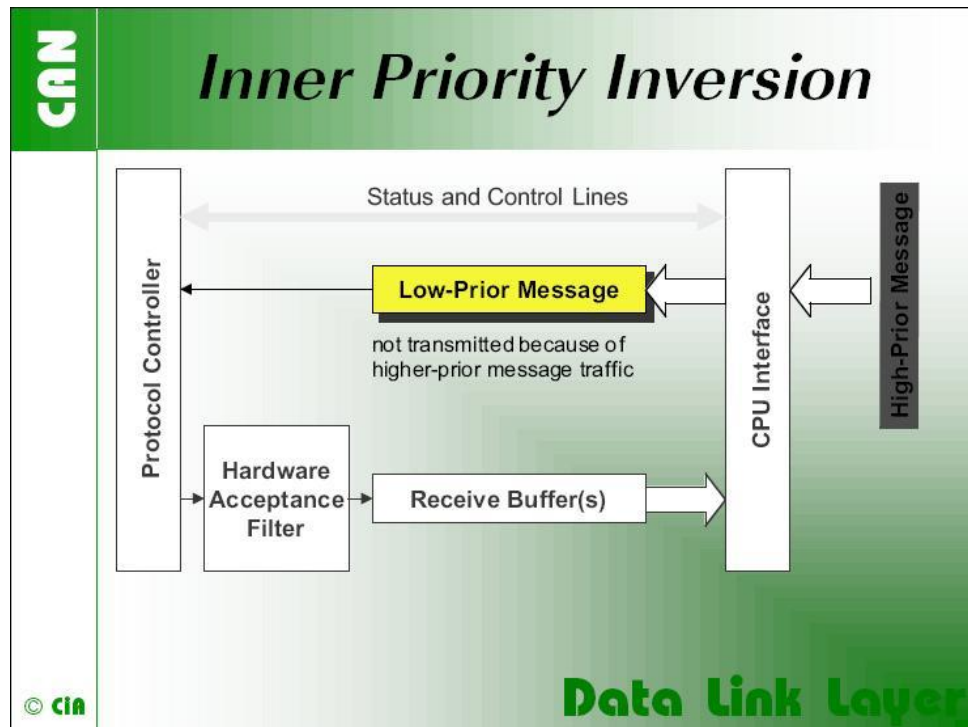 CAN
Inner Priority Inversion
Status and Control Lines
Protocol Controller
Low-Prior Message
not transmitted because of
higher-prior message traffic
CPU Interface
High-Prior Message
Hardware
Acceptance
Filter
Receive Buffer(s)
© CiA
Data Link Layer